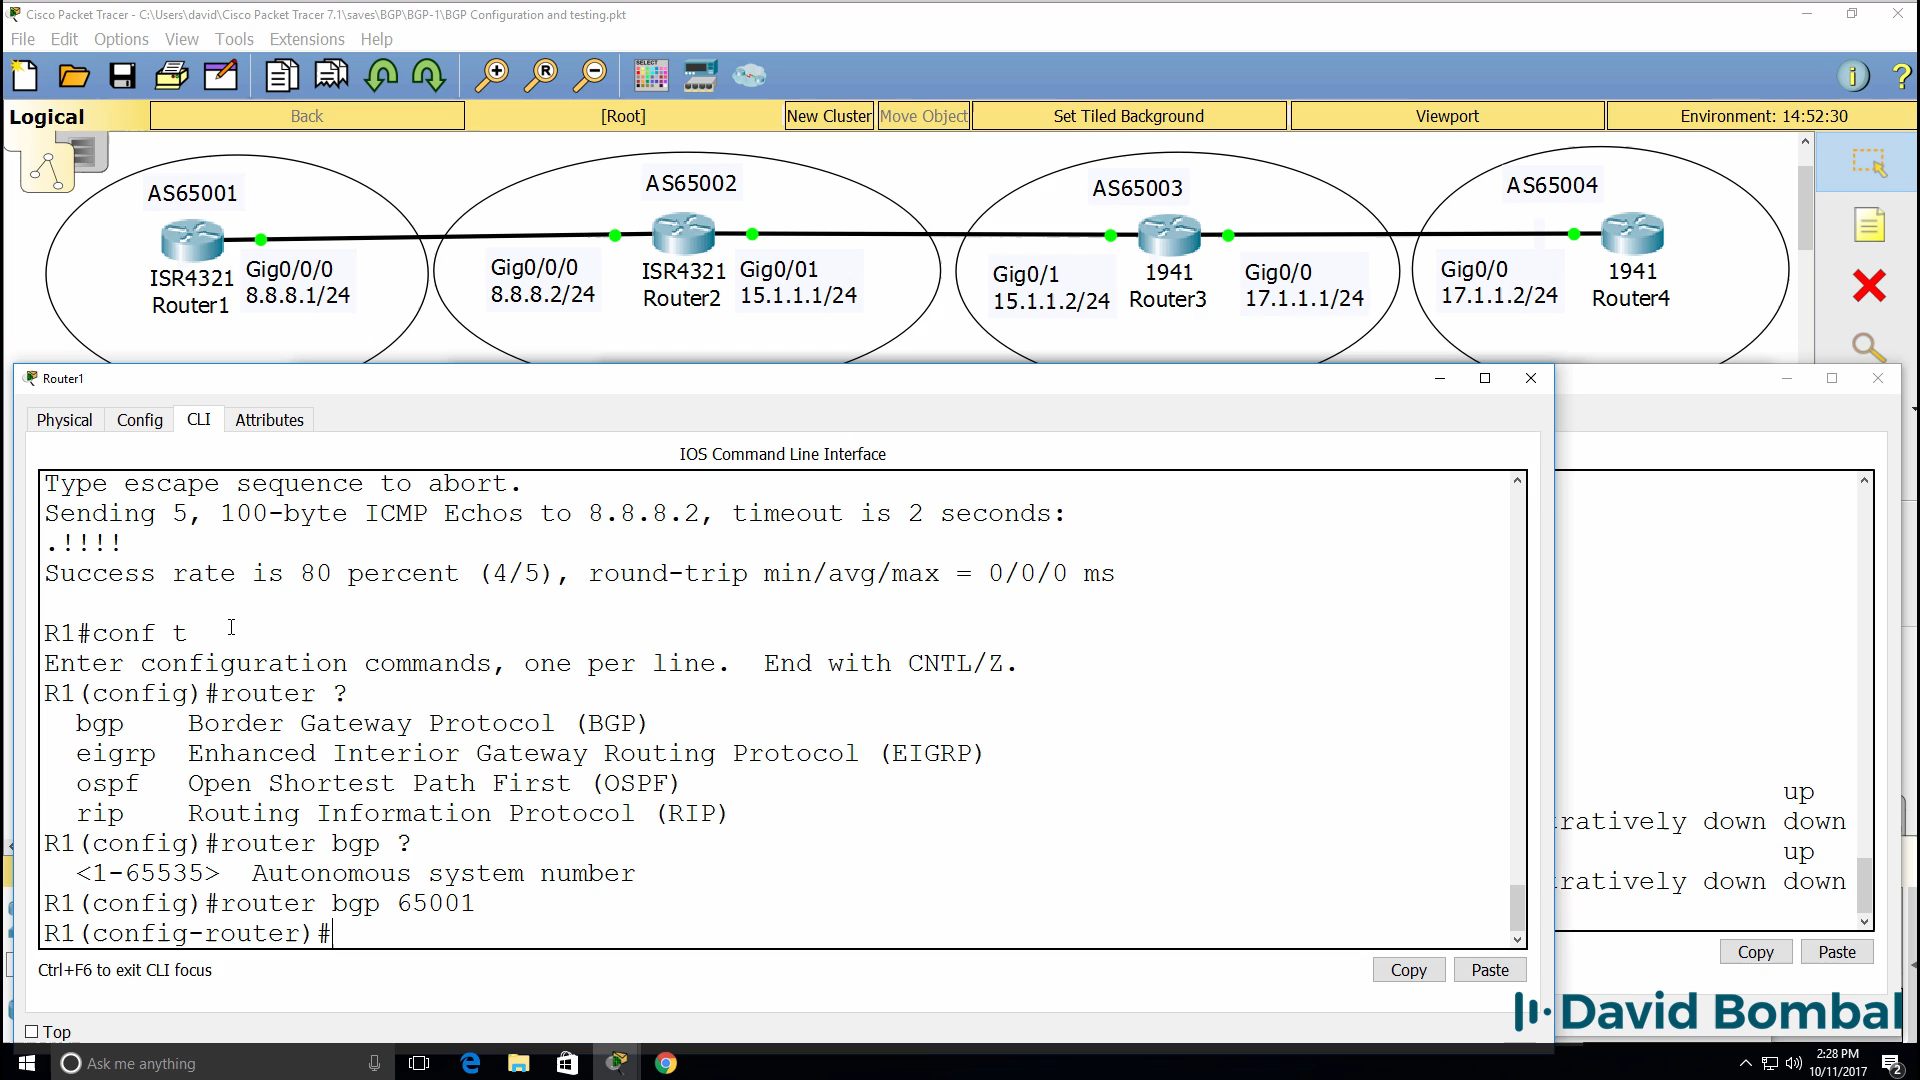 Cisco Packet Tracer - C:\Users\david\Cisco Packet Tracer 7.1\saves\BGP\BGP-1\BGP Configuration and testing.pkt
File Edit Options View Tools Extensions Help
SELECT
Logical Back [Root] New Cluster Move Object Set Tiled Background Viewport Environment: 14:52:30
AS65001 AS65002 AS65003 AS65004
ISR4321
Router1
Gig0/0/0
8.8.8.1/24
Gig0/0/0
8.8.8.2/24
ISR4321
Router2
Gig0/01
15.1.1.1/24
Gig0/1
15.1.1.2/24
1941
Router3
Gig0/0
17.1.1.1/24
Gig0/0
17.1.1.2/24
1941
Router4
Router1
Physical Config CLI Attributes
IOS Command Line Interface
Type escape sequence to abort.
Sending 5, 100-byte ICMP Echos to 8.8.8.2, timeout is 2 seconds:
.!!!!
Success rate is 80 percent (4/5), round-trip min/avg/max = 0/0/0 ms
R1#conf t
Enter configuration commands, one per line.  End with CNTL/Z.
R1(config)#router ?
bgp    Border Gateway Protocol (BGP)
eigrp  Enhanced Interior Gateway Routing Protocol (EIGRP)
ospf   Open Shortest Path First (OSPF)
rip    Routing Information Protocol (RIP)
R1(config)#router bgp ?
<1-65535>  Autonomous system number
R1(config)#router bgp 65001
R1(config-router)#
up
ratively down down
up
ratively down down
Ctrl+F6 to exit CLI focus
Copy Paste
Copy Paste
Top
David Bombal
Ask me anything
2:28 PM
10/11/2017
2